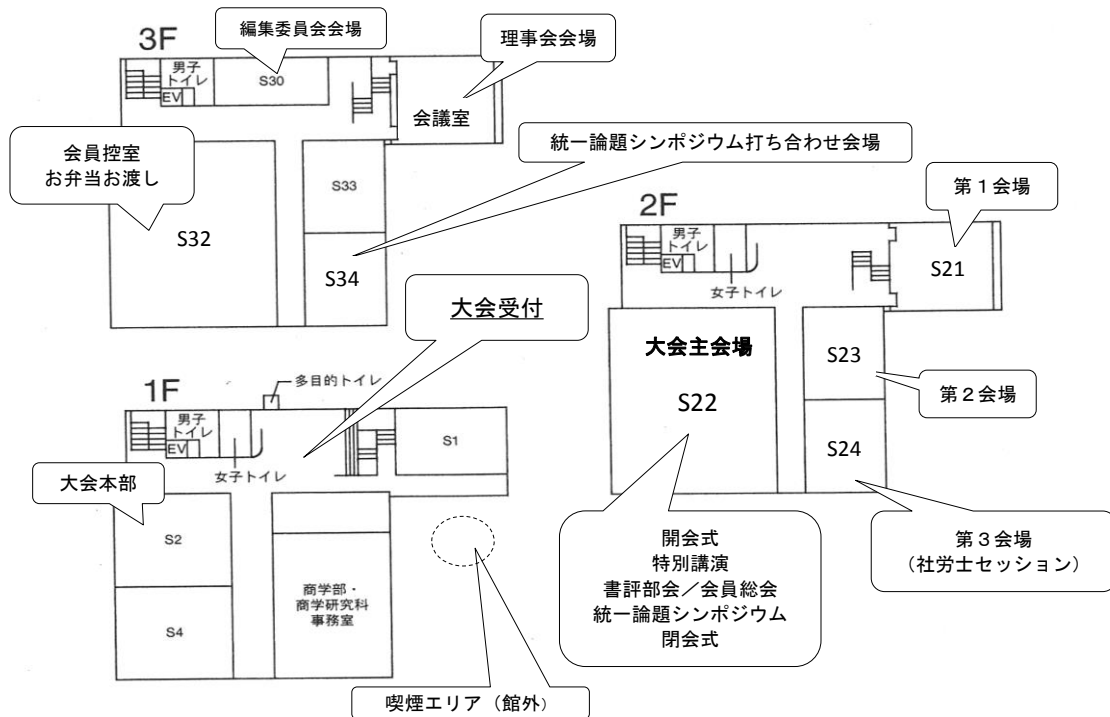 3F
編集委員会会場
理事会会場
男子
トイレ
EV
S30
会議室
会員控室
お弁当お渡し
S32
S33
S34
統一論題シンポジウム打ち合わせ会場
大会受付
2F
第1会場
男子
トイレ
EV
女子トイレ
S21
大会主会場
S22
S23
第2会場
S24
第3会場
(社労士セッション)
開会式
特別講演
書評部会/会員総会
統一論題シンポジウム
閉会式
1F
多目的トイレ
男子
トイレ
EV
女子トイレ
S1
大会本部
S2
S4
商学部・
商学研究科
事務室
喫煙エリア(館外)